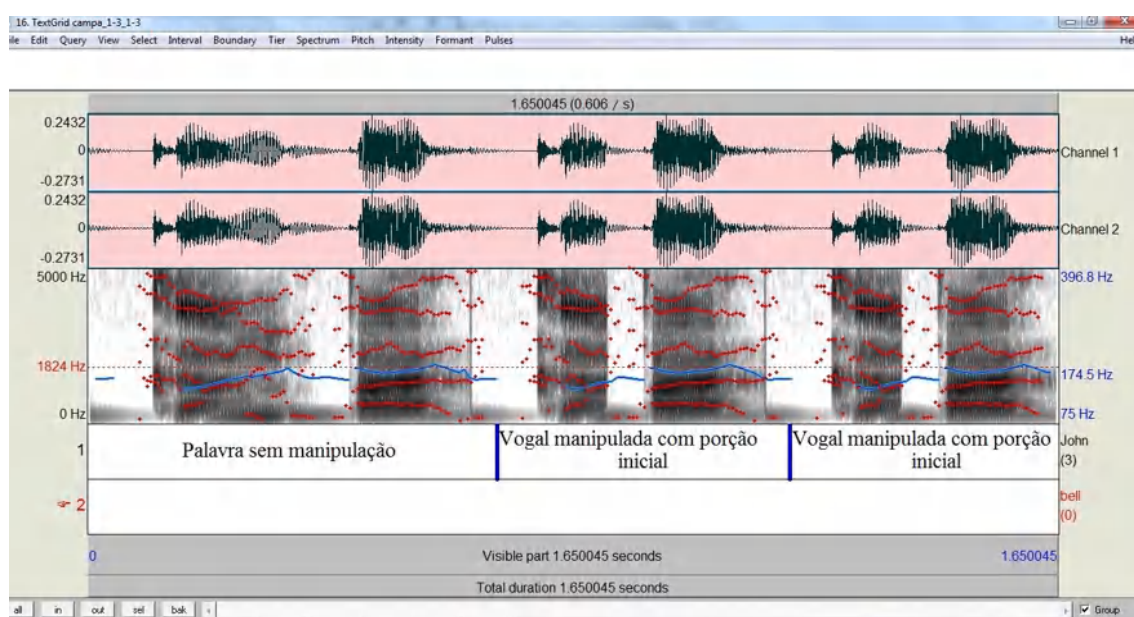 16. TextGrid campa_1-3_1-3
ile Edit Query View Select Interval Boundary Tier Spectrum Pitch Intensity Formant Pulses Hel
1.650045 (0.606 / s)
0.2432
0
-0.2731
Channel 1
0.2432
0
-0.2731
Channel 2
5000 Hz
396.8 Hz
1824 Hz
174.5 Hz
0 Hz
75 Hz
1
Palavra sem manipulação
Vogal manipulada com porção
inicial
Vogal manipulada com porção
inicial
John
(3)
2
bell
(0)
0 Visible part 1.650045 seconds 1.650045
Total duration 1.650045 seconds
all in out sel bak Group